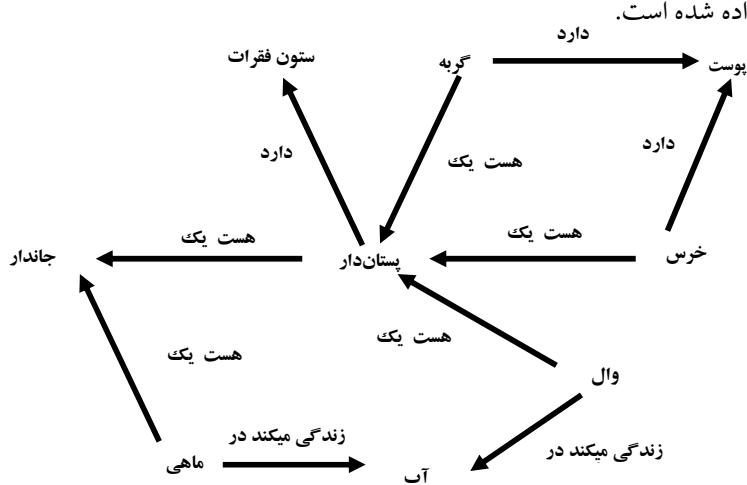 اده شده است.
دارد
ستون فقرات
گربه
پوست
دارد
دارد
هست یک
هست یک
هست یک
خرس
پستان‌دار
جاندار
هست یک
هست یک
وال
زندگی میکند در
زندگی میکند در
ماهی
آب